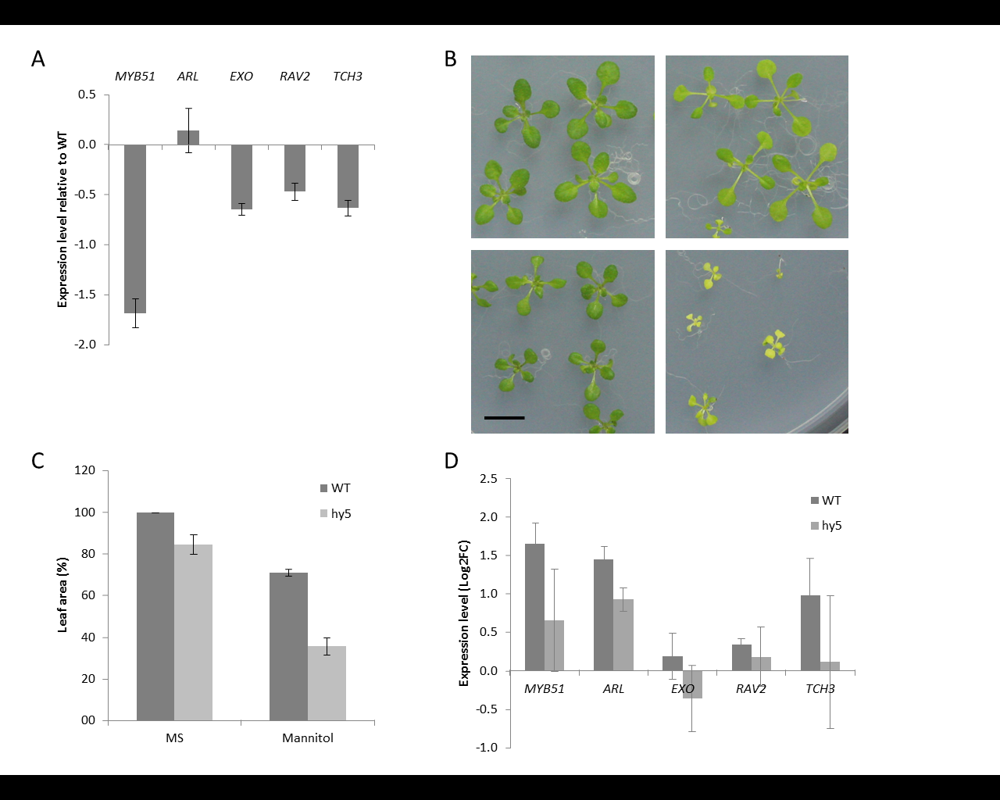 A
MYB51 ARL EXO RAV2 TCH3
0.5
0.0
-0.5
-1.0
-1.5
-2.0
Expression level relative to WT
B
C
120
100
80
60
40
20
00
Leaf area (%)
WT
hy5
MS Mannitol
D
2.5
2.0
1.5
1.0
0.5
0.0
-0.5
-1.0
Expression level (Log2FC)
WT
hy5
MYB51 ARL EXO RAV2 TCH3